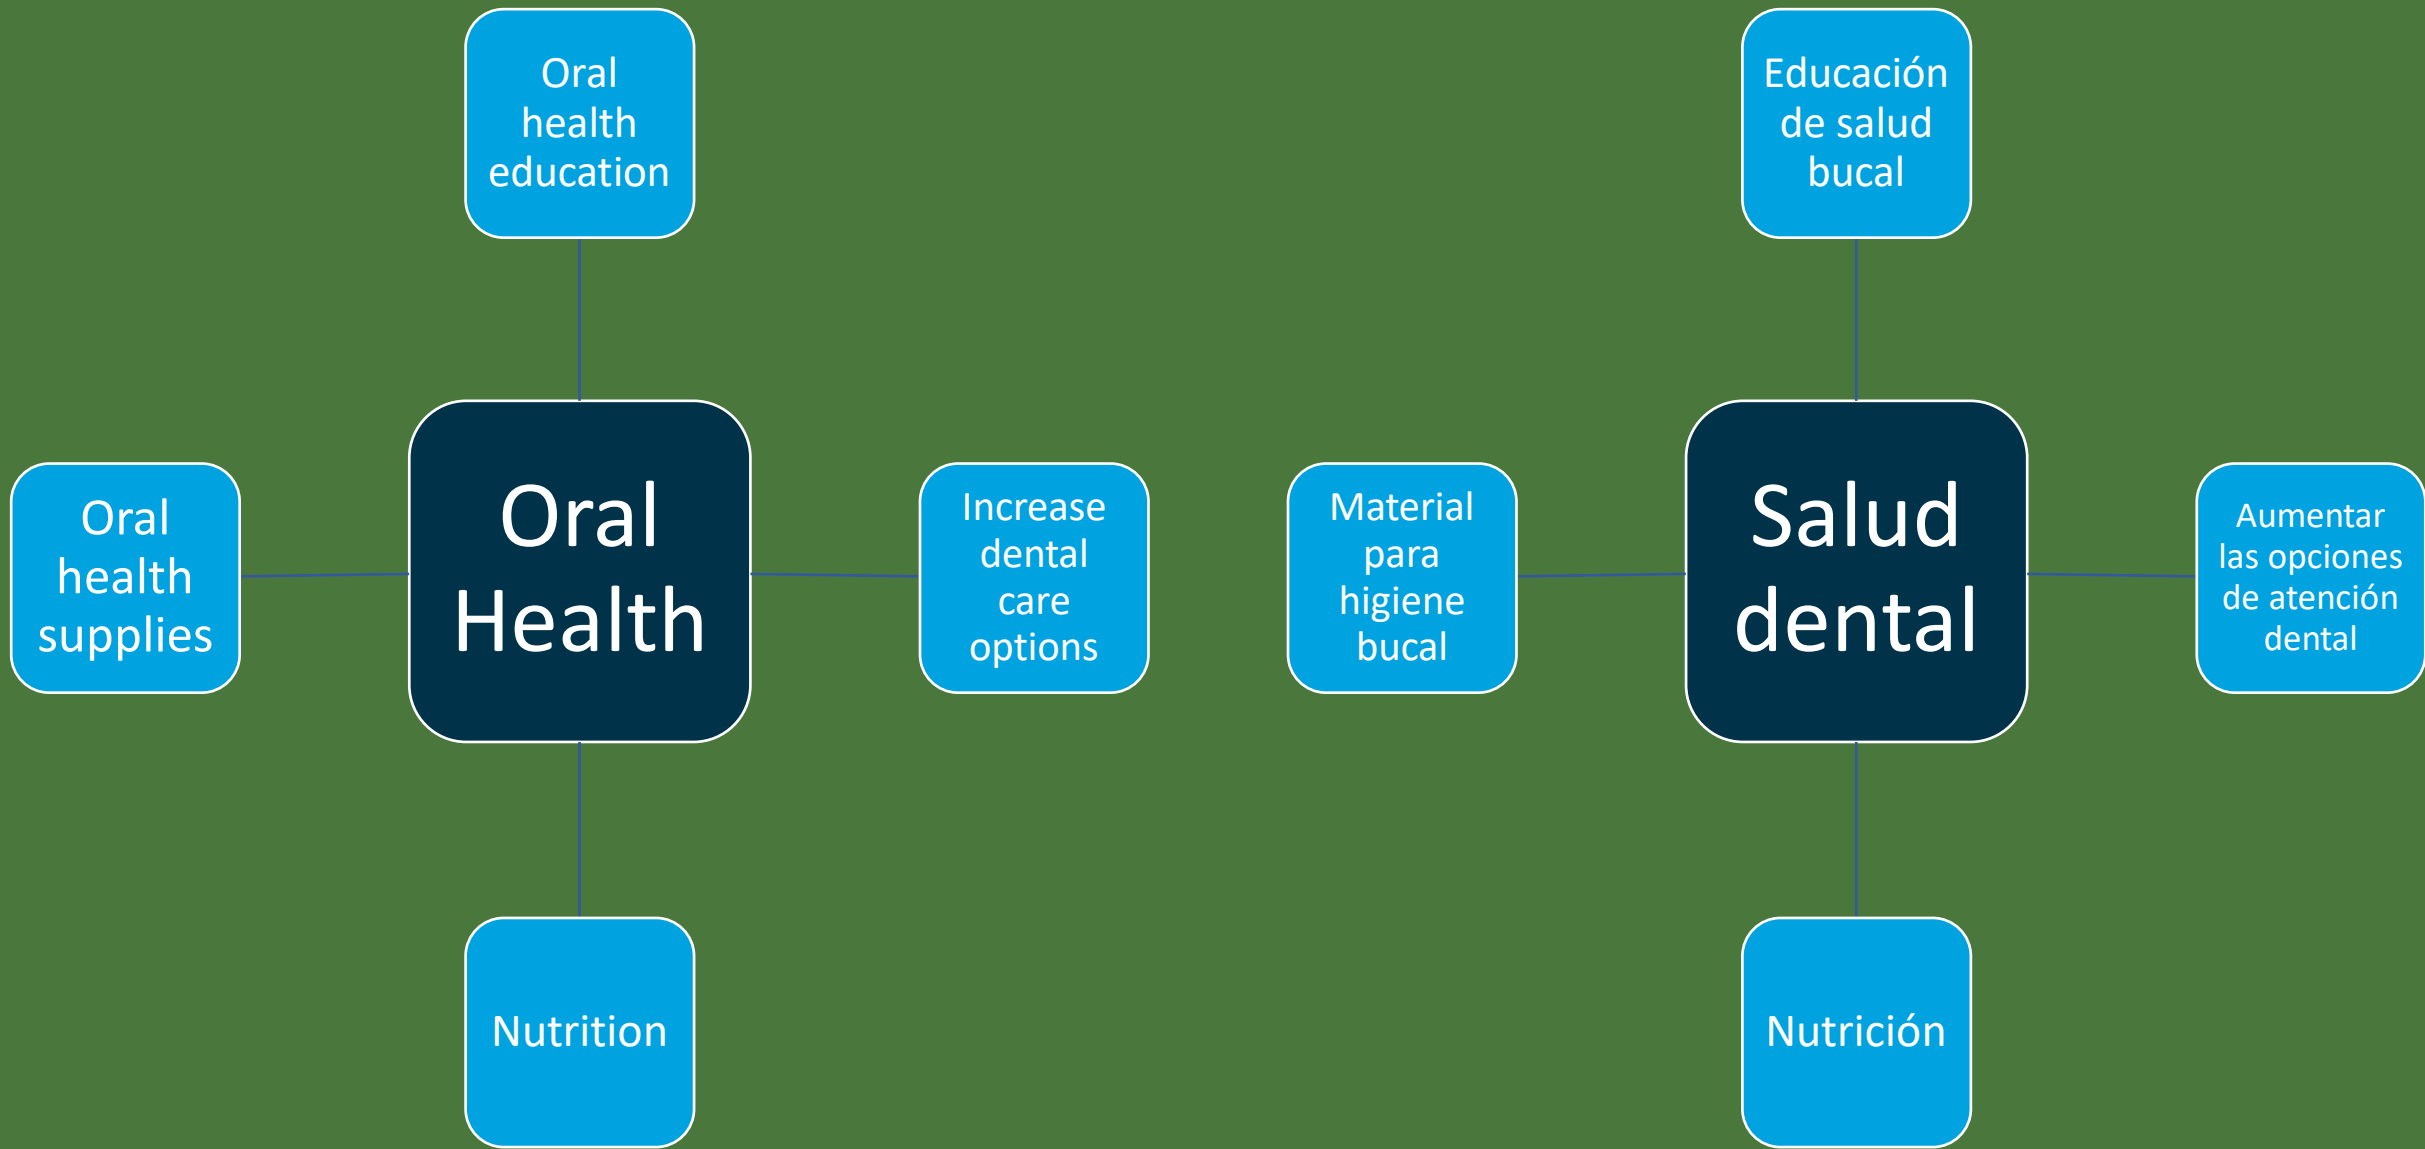 Oral
health
education
Oral
health
supplies
Oral
Health
Increase
dental
care
options
Nutrition
Educación
de salud
bucal
Material
para
higiene
bucal
Salud
dental
Aumentar
las opciones
de atención
dental
Nutrición